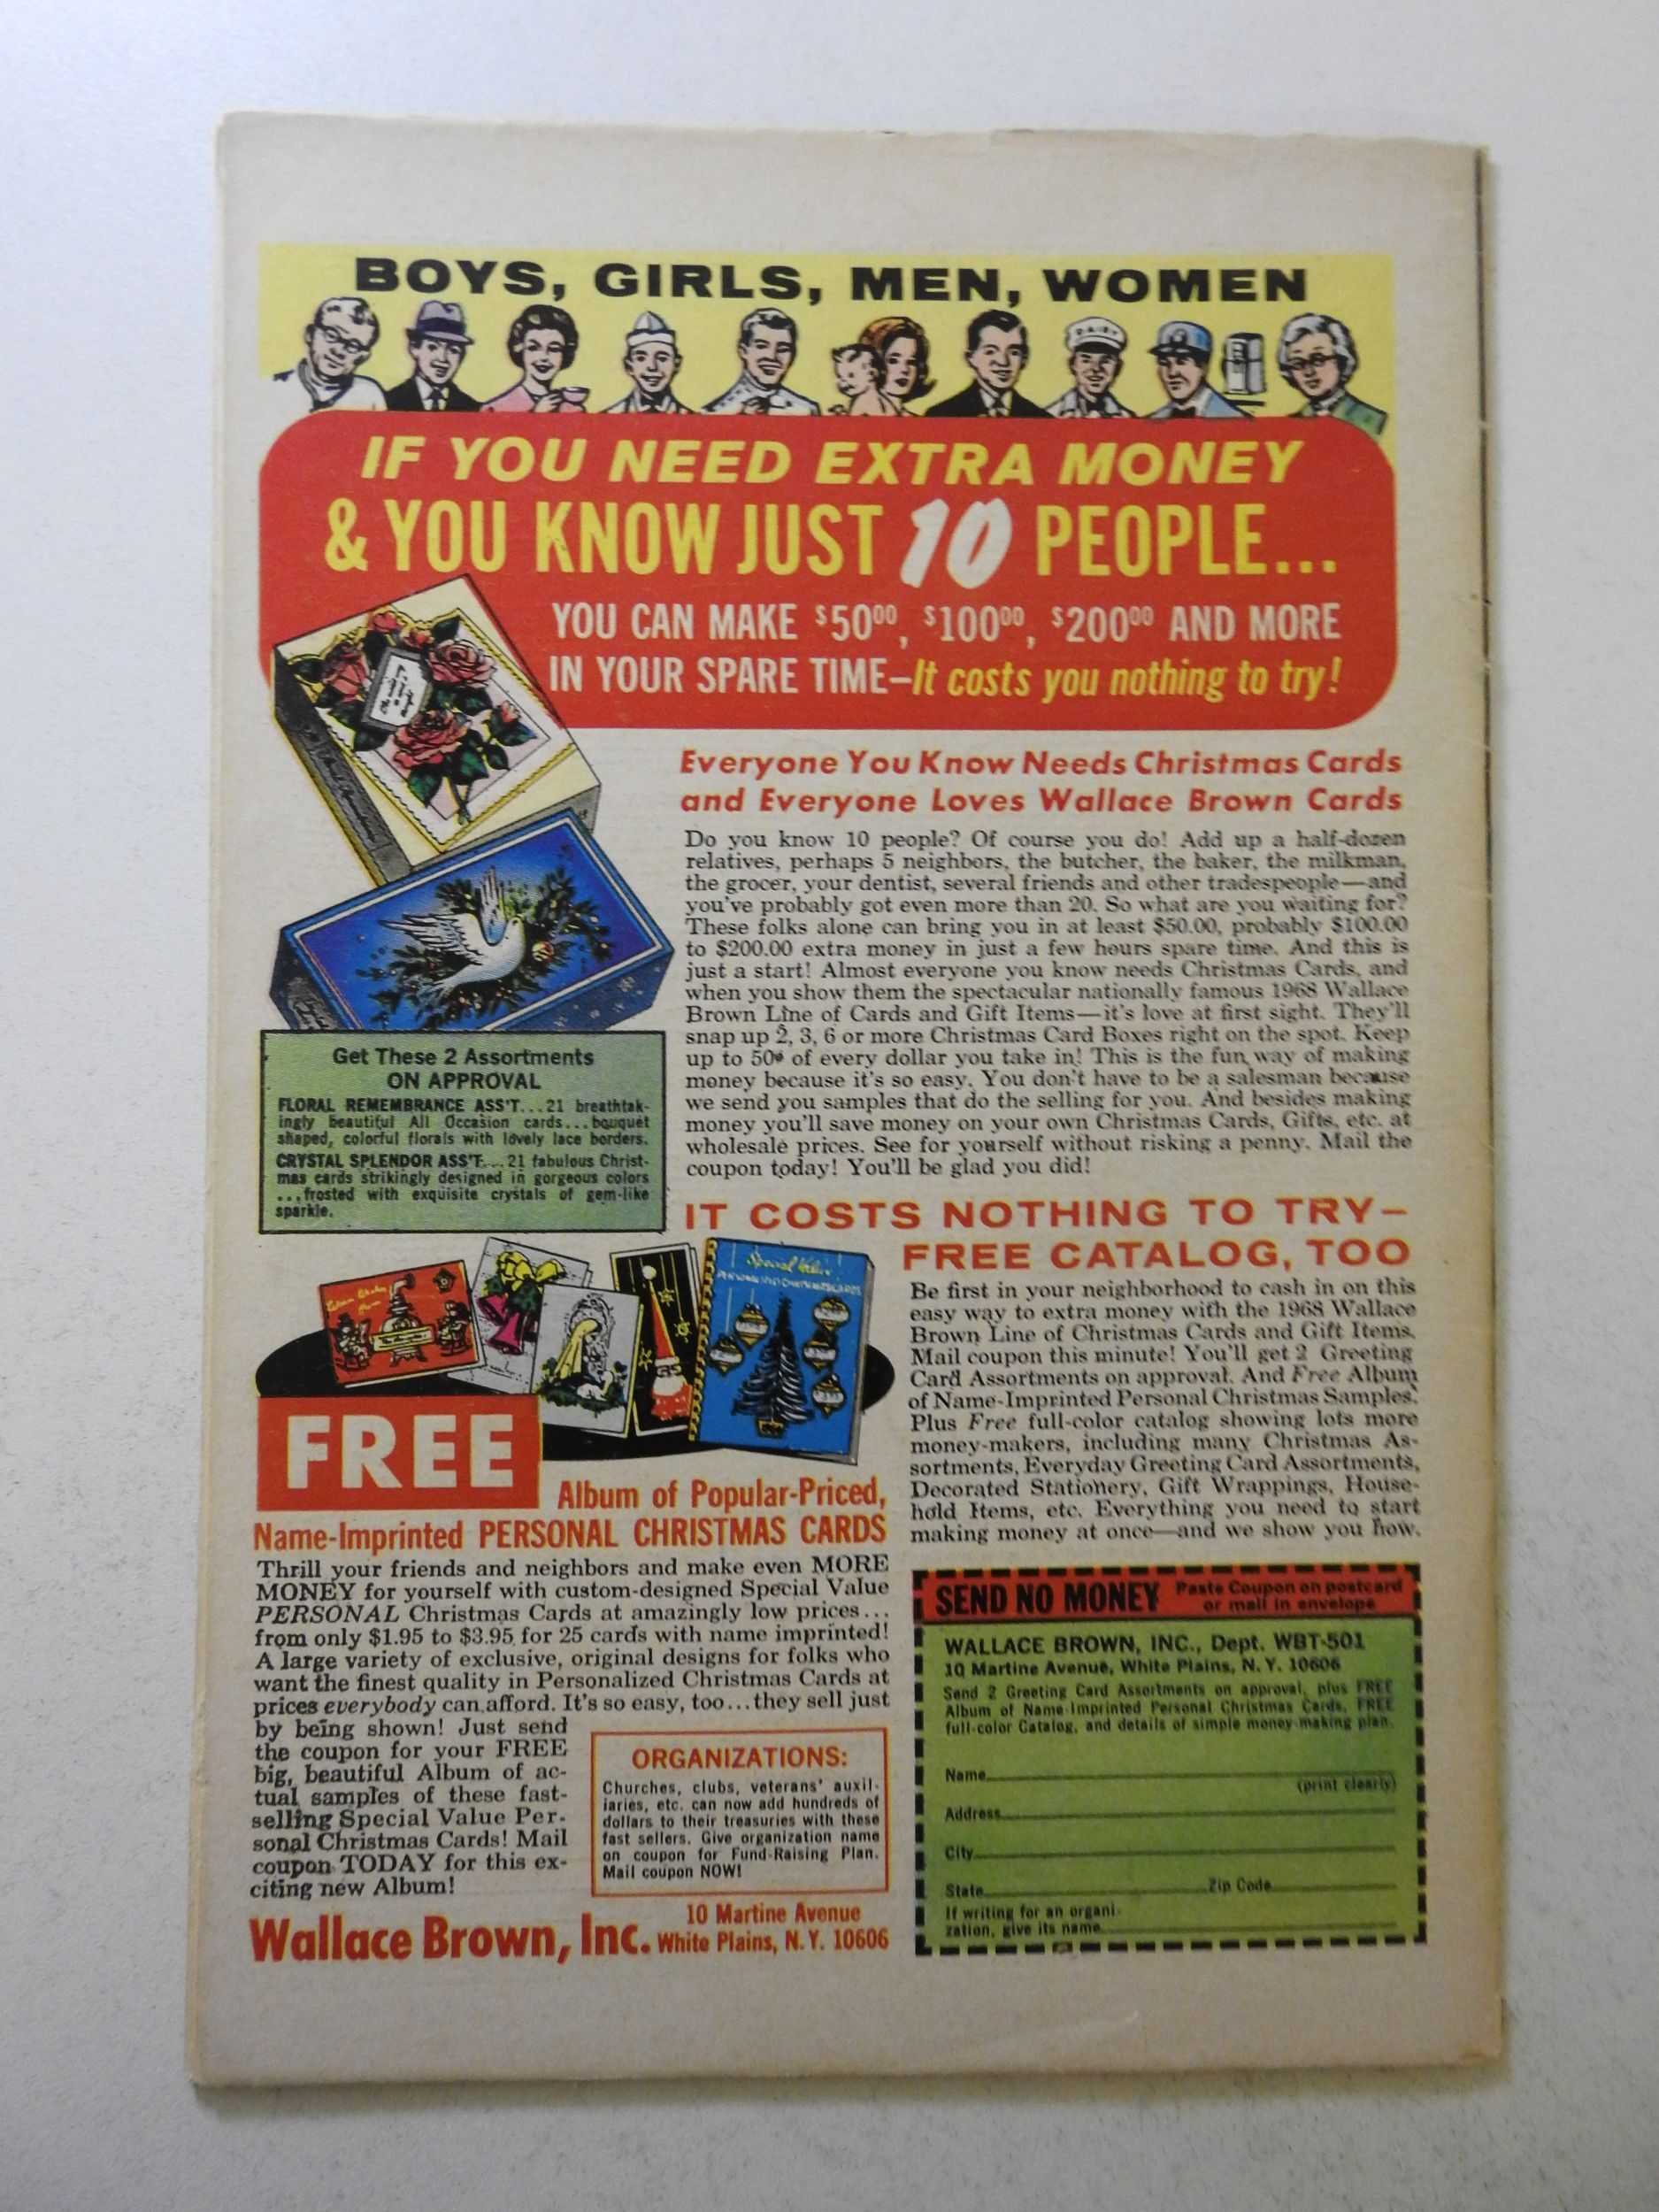 BOYS, GIRLS, MEN, WOMEN
DAIRY
IF YOU NEED EXTRA MONEY
& YOU KNOW JUST 10 PEOPLE...
YOU CAN MAKE $50⁰⁰, $100⁰⁰, $200⁰⁰ AND MORE
IN YOUR SPARE TIME—It costs you nothing to try!
Everyone You Know Needs Christmas Cards
and Everyone Loves Wallace Brown Cards
Do you know 10 people? Of course you do! Add up a half-dozen
relatives, perhaps 5 neighbors, the butcher, the baker, the milkman,
the grocer, your dentist, several friends and other tradespeople—and
you've probably got even more than 20. So what are you waiting for?
These folks alone can bring you in at least $50.00, probably $100.00
to $200.00 extra money in just a few hours spare time. And this is
just a start! Almost everyone you know needs Christmas Cards, and
when you show them the spectacular nationally famous 1968 Wallace
Brown Line of Cards and Gift Items—it's love at first sight. They'll
snap up 2, 3, 6 or more Christmas Card Boxes right on the spot. Keep
up to 50¢ of every dollar you take in! This is the fun way of making
money because it's so easy. You don't have to be a salesman because
we send you samples that do the selling for you. And besides making
money you'll save money on your own Christmas Cards, Gifts, etc. at
wholesale prices. See for yourself without risking a penny. Mail the
coupon today! You'll be glad you did!
Get These 2 Assortments
ON APPROVAL
FLORAL REMEMBRANCE ASS'T...21 breathtak-
ingly beautiful All Occasion cards...bouquet
shaped, colorful florals with lovely lace borders.
CRYSTAL SPLENDOR ASS'T...21 fabulous Christ-
mas cards strikingly designed in gorgeous colors
...frosted with exquisite crystals of gem-like
sparkle.
IT COSTS NOTHING TO TRY—
FREE CATALOG, TOO
Be first in your neighborhood to cash in on this
easy way to extra money with the 1968 Wallace
Brown Line of Christmas Cards and Gift Items.
Mail coupon this minute! You'll get 2 Greeting
Card Assortments on approval. And Free Album
of Name-Imprinted Personal Christmas Samples.
Plus Free full-color catalog showing lots more
money-makers, including many Christmas As-
sortments, Everyday Greeting Card Assortments,
Decorated Stationery, Gift Wrappings, House-
hold Items, etc. Everything you need to start
making money at once—and we show you how.
Special Value
PERSONALIZED CHRISTMAS CARDS
FREE
Album of Popular-Priced,
Name-Imprinted PERSONAL CHRISTMAS CARDS
Thrill your friends and neighbors and make even MORE
MONEY for yourself with custom-designed Special Value
PERSONAL Christmas Cards at amazingly low prices...
from only $1.95 to $3.95 for 25 cards with name imprinted!
A large variety of exclusive, original designs for folks who
want the finest quality in Personalized Christmas Cards at
prices everybody can afford. It's so easy, too...they sell just
by being shown! Just send
the coupon for your FREE
big, beautiful Album of ac-
tual samples of these fast-
selling Special Value Per-
sonal Christmas Cards! Mail
coupon TODAY for this ex-
citing new Album!
ORGANIZATIONS:
Churches, clubs, veterans' auxil-
iaries, etc. can now add hundreds of
dollars to their treasuries with these
fast sellers. Give organization name
on coupon for Fund-Raising Plan.
Mail coupon NOW!
Wallace Brown, Inc.
10 Martine Avenue
White Plains, N.Y. 10606
SEND NO MONEY
Paste Coupon on postcard
or mail in envelope
WALLACE BROWN, INC., Dept. WBT-501
10 Martine Avenue, White Plains, N.Y. 10606
Send 2 Greeting Card Assortments on approval, plus FREE
Album of Name-Imprinted Personal Christmas Cards, FREE
full-color Catalog, and details of simple money-making plan.
Name
(print clearly)
Address
City
State Zip Code
If writing for an organi-
zation, give its name